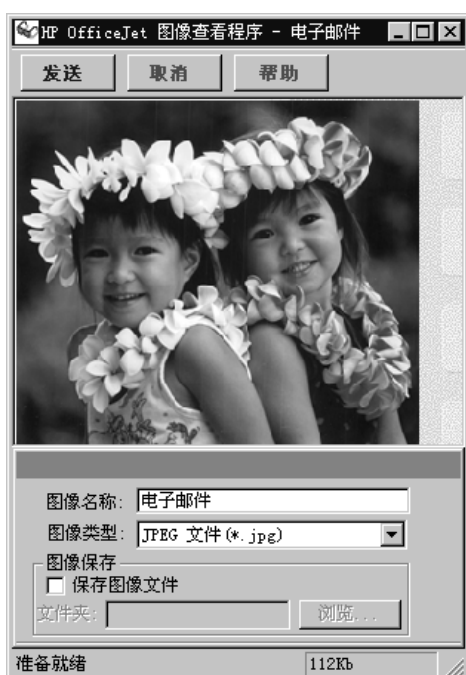 HP OfficeJet 图像查看程序 - 电子邮件
发送 取消 帮助
图像名称: 电子邮件
图像类型: JPEG 文件(*.jpg)
图像保存
保存图像文件
文件夹: 浏览...
准备就绪 112Kb